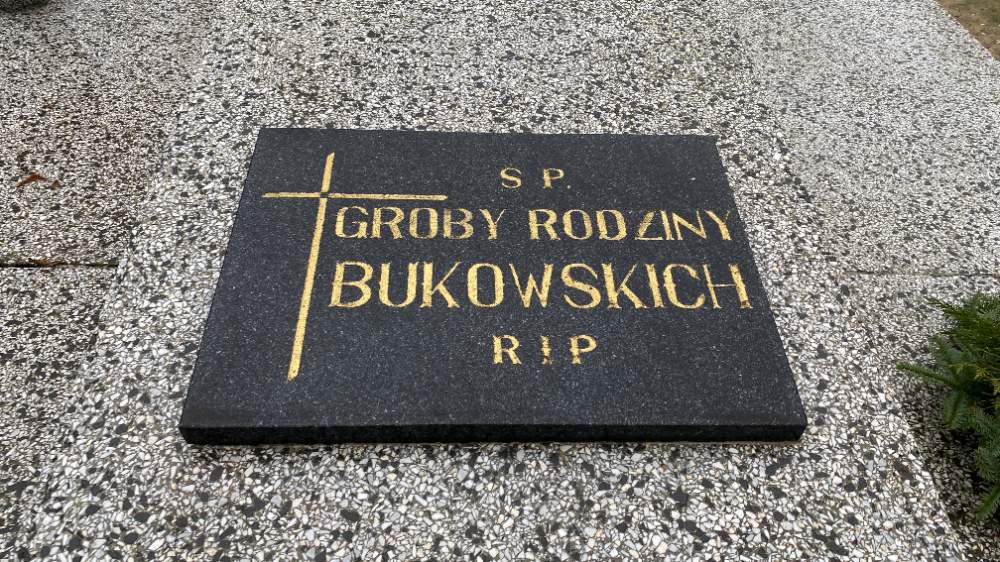 S P.
GROBY RODZINY
BUKOWSKICH
R I P